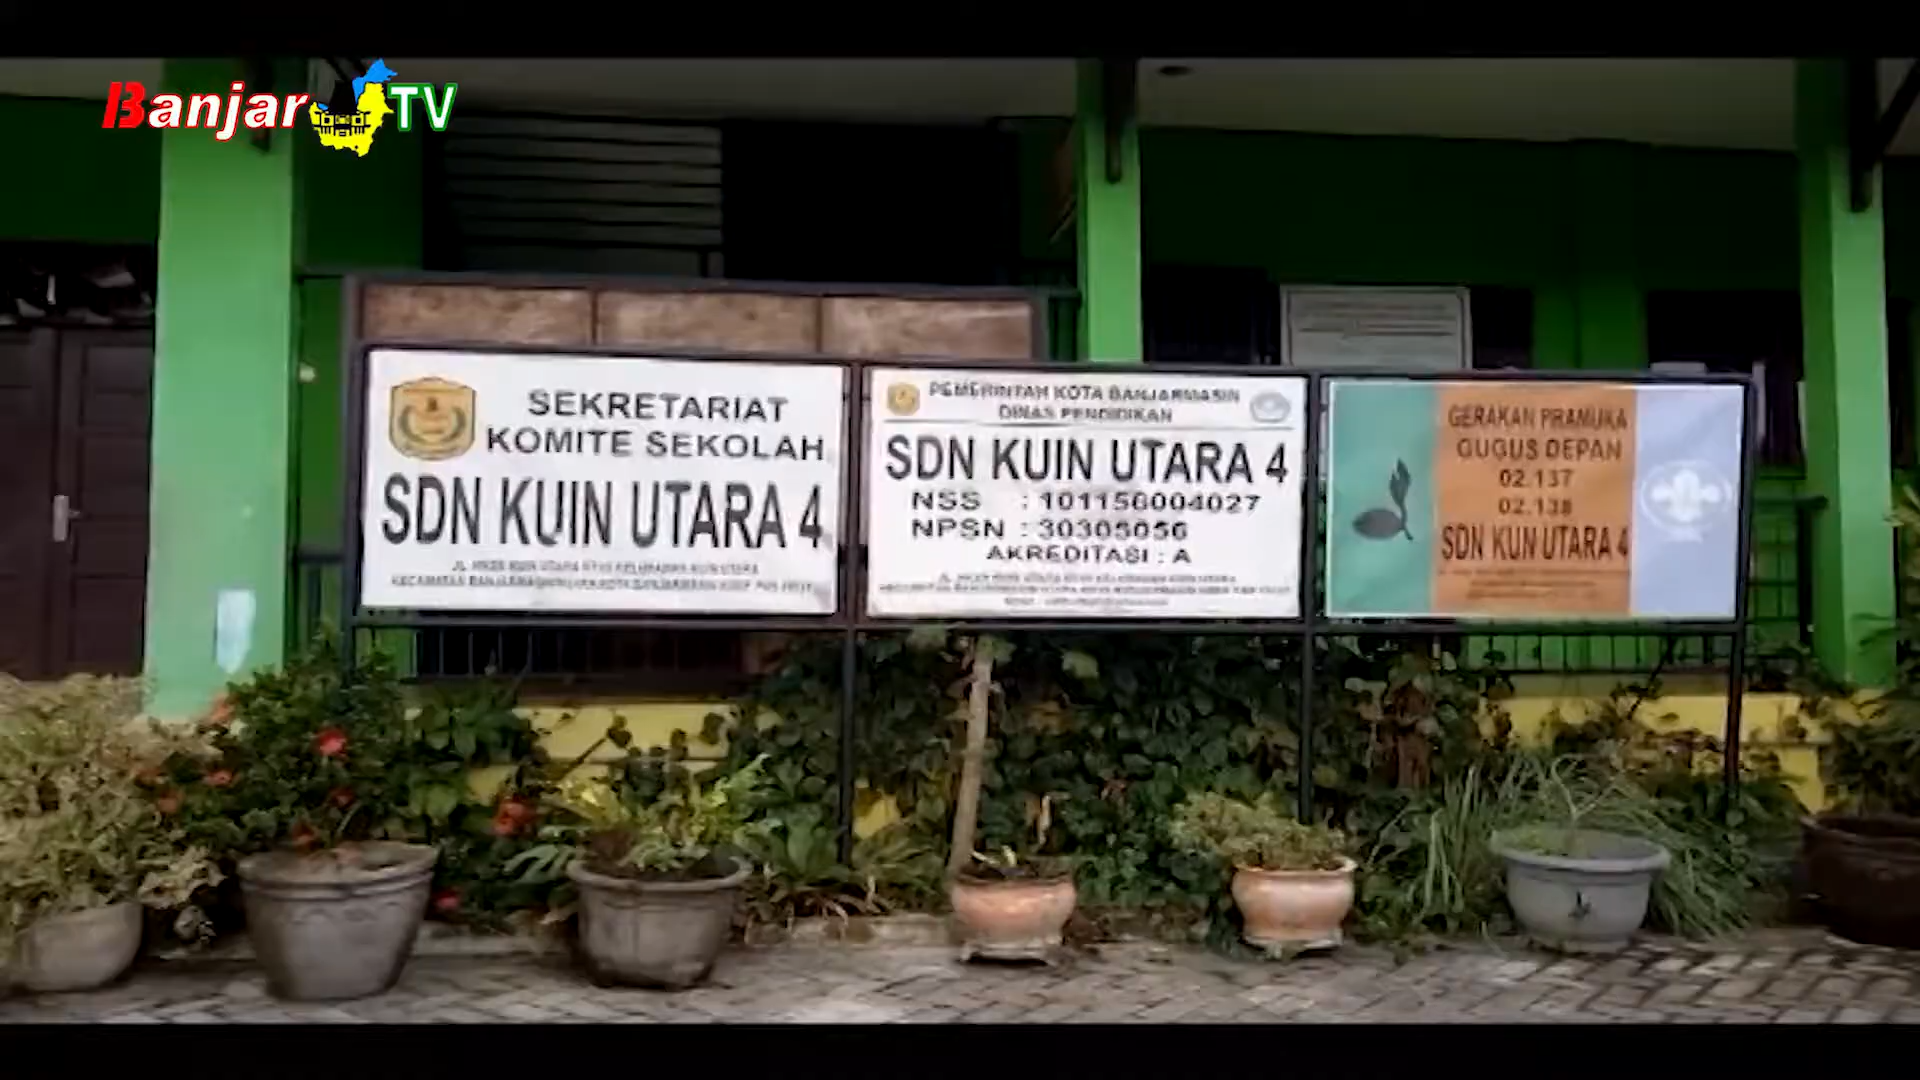 Banjar TV
SEKRETARIAT
KOMITE SEKOLAH
SDN KUIN UTARA 4
PEMERINTAH KOTA BANJARMASIN
DINAS PENDIDIKAN
SDN KUIN UTARA 4
NSS : 101156004027
NPSN : 30305056
AKREDITASI : A
GERAKAN PRAMUKA
GUGUS DEPAN
02.137
02.138
SDN KUIN UTARA 4